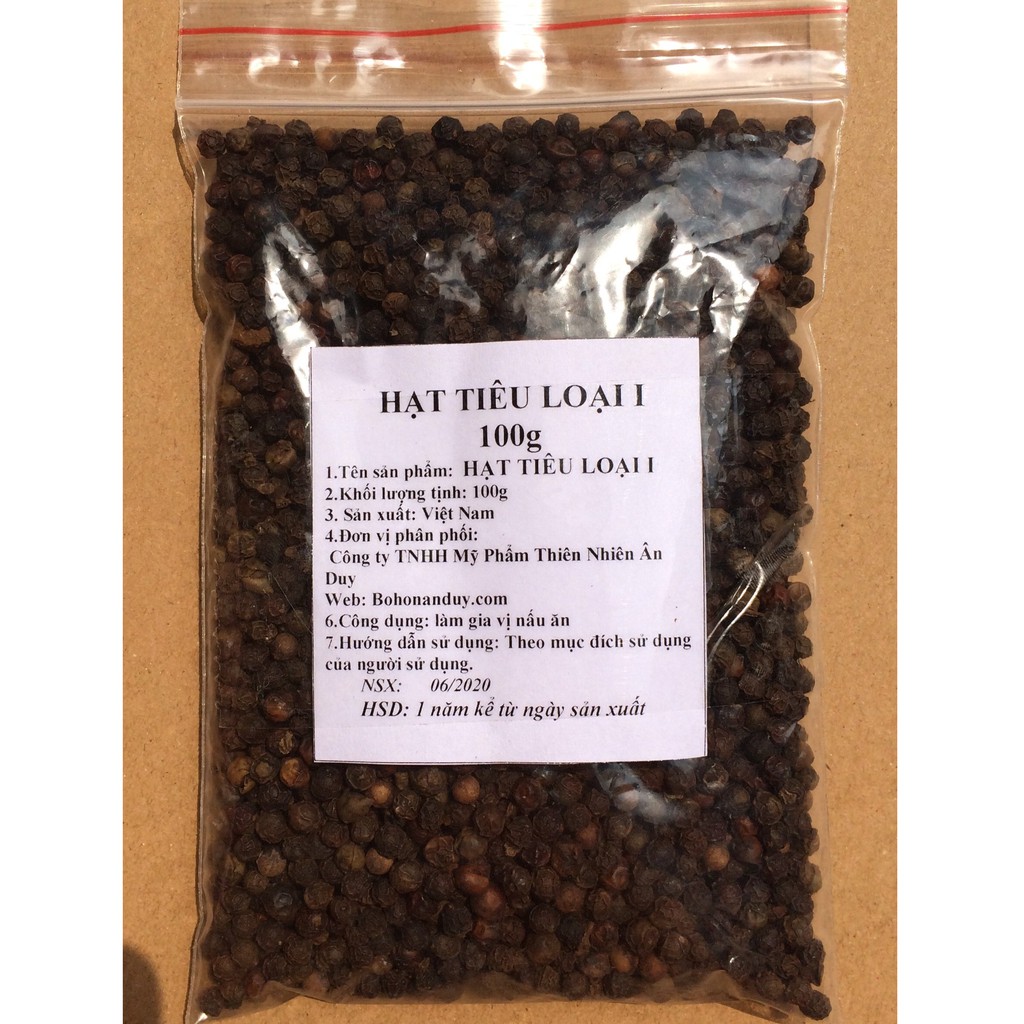 HẠT TIÊU LOẠI I
100g
1.Tên sản phẩm: HẠT TIÊU LOẠI I
2.Khối lượng tịnh: 100g
3. Sản xuất: Việt Nam
4.Đơn vị phân phối:
Công ty TNHH Mỹ Phẩm Thiên Nhiên Ân
Duy
Web: Bohonanduy.com
6.Công dụng: làm gia vị nấu ăn
7.Hướng dẫn sử dụng: Theo mục đích sử dụng
của người sử dụng.
NSX: 06/2020
HSD: 1 năm kể từ ngày sản xuất